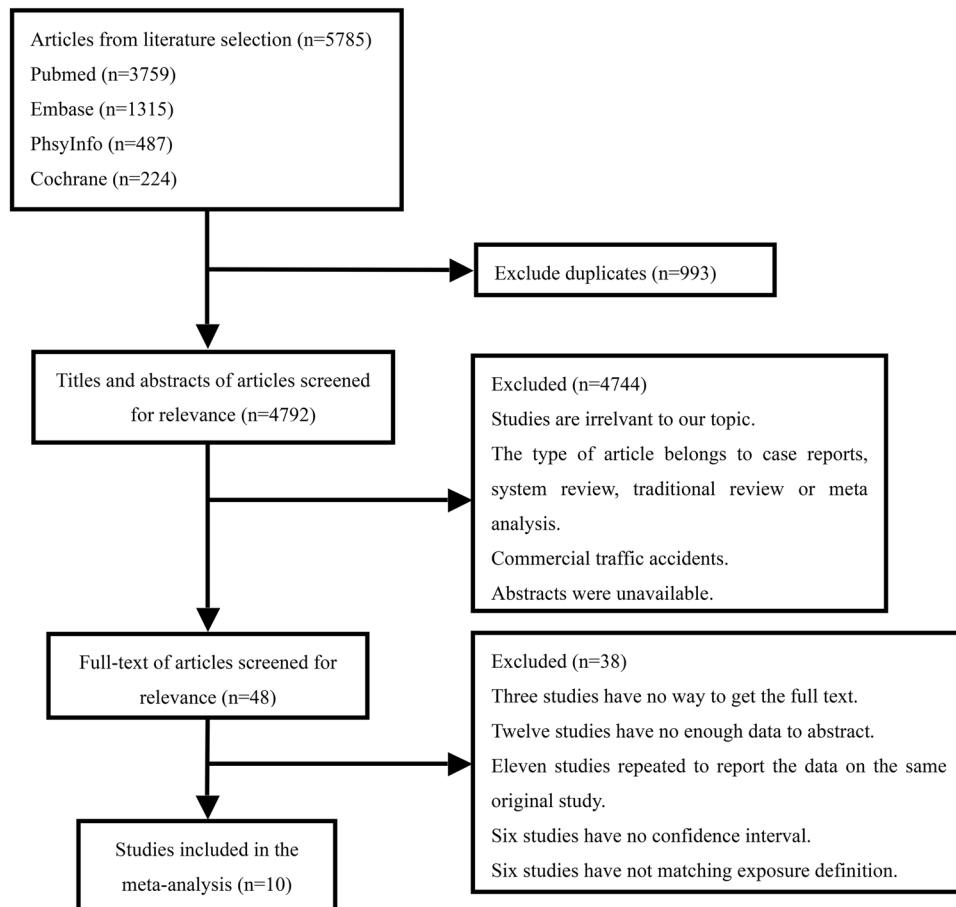 Articles from literature selection (n=5785)
Pubmed (n=3759)
Embase (n=1315)
PhsyInfo (n=487)
Cochrane (n=224)
Exclude duplicates (n=993)
Titles and abstracts of articles screened
for relevance (n=4792)
Excluded (n=4744)
Studies are irrelvant to our topic.
The type of article belongs to case reports,
system review, traditional review or meta
analysis.
Commercial traffic accidents.
Abstracts were unavailable.
Full-text of articles screened for
relevance (n=48)
Excluded (n=38)
Three studies have no way to get the full text.
Twelve studies have no enough data to abstract.
Eleven studies repeated to report the data on the same
original study.
Six studies have no confidence interval.
Six studies have not matching exposure definition.
Studies included in the
meta-analysis (n=10)